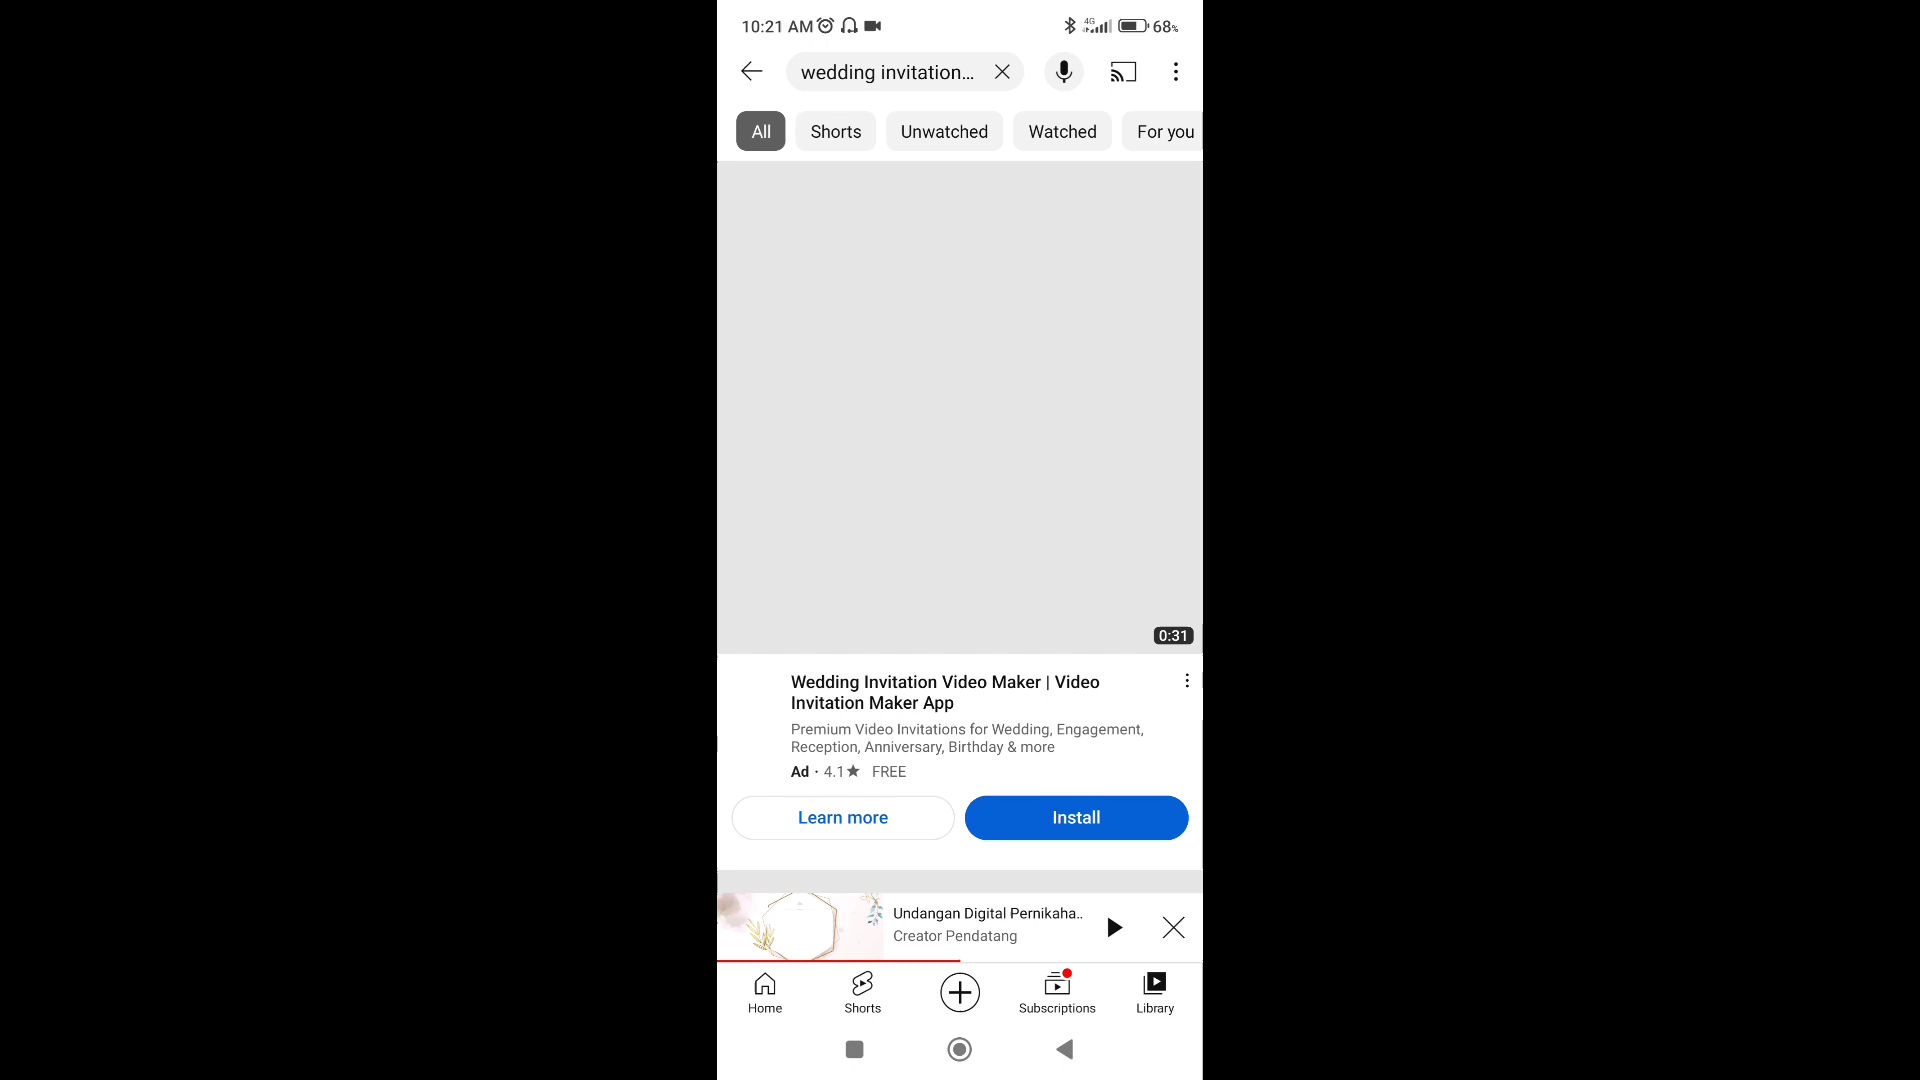 10:21 AM
4G
68%
wedding invitation...
All
Shorts
Unwatched
Watched
For you
0:31
Wedding Invitation Video Maker | Video
Invitation Maker App
Premium Video Invitations for Wedding, Engagement,
Reception, Anniversary, Birthday & more
Ad · 4.1★ FREE
Learn more
Install
Undangan Digital Pernikaha..
Creator Pendatang
Home
Shorts
Subscriptions
Library